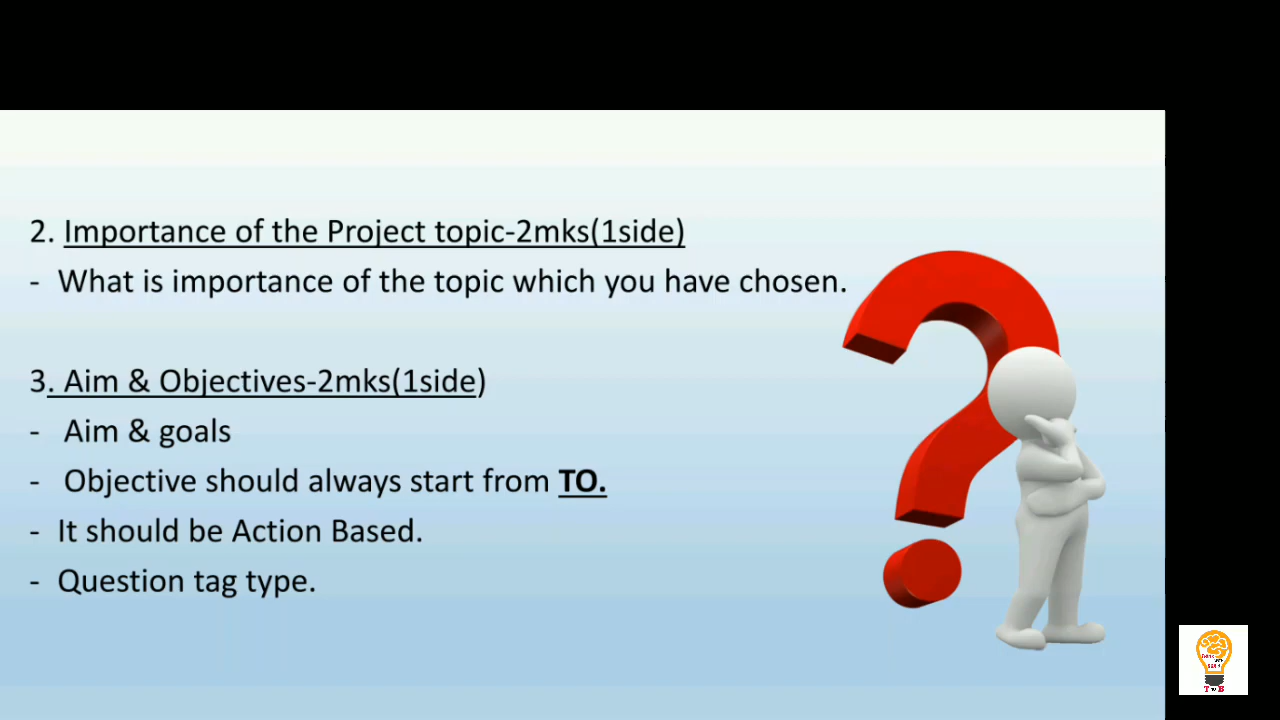 2. Importance of the Project topic-2mks(1side)
- What is importance of the topic which you have chosen.
3. Aim & Objectives-2mks(1side)
- Aim & goals
- Objective should always start from TO.
- It should be Action Based.
- Question tag type.
T TO B